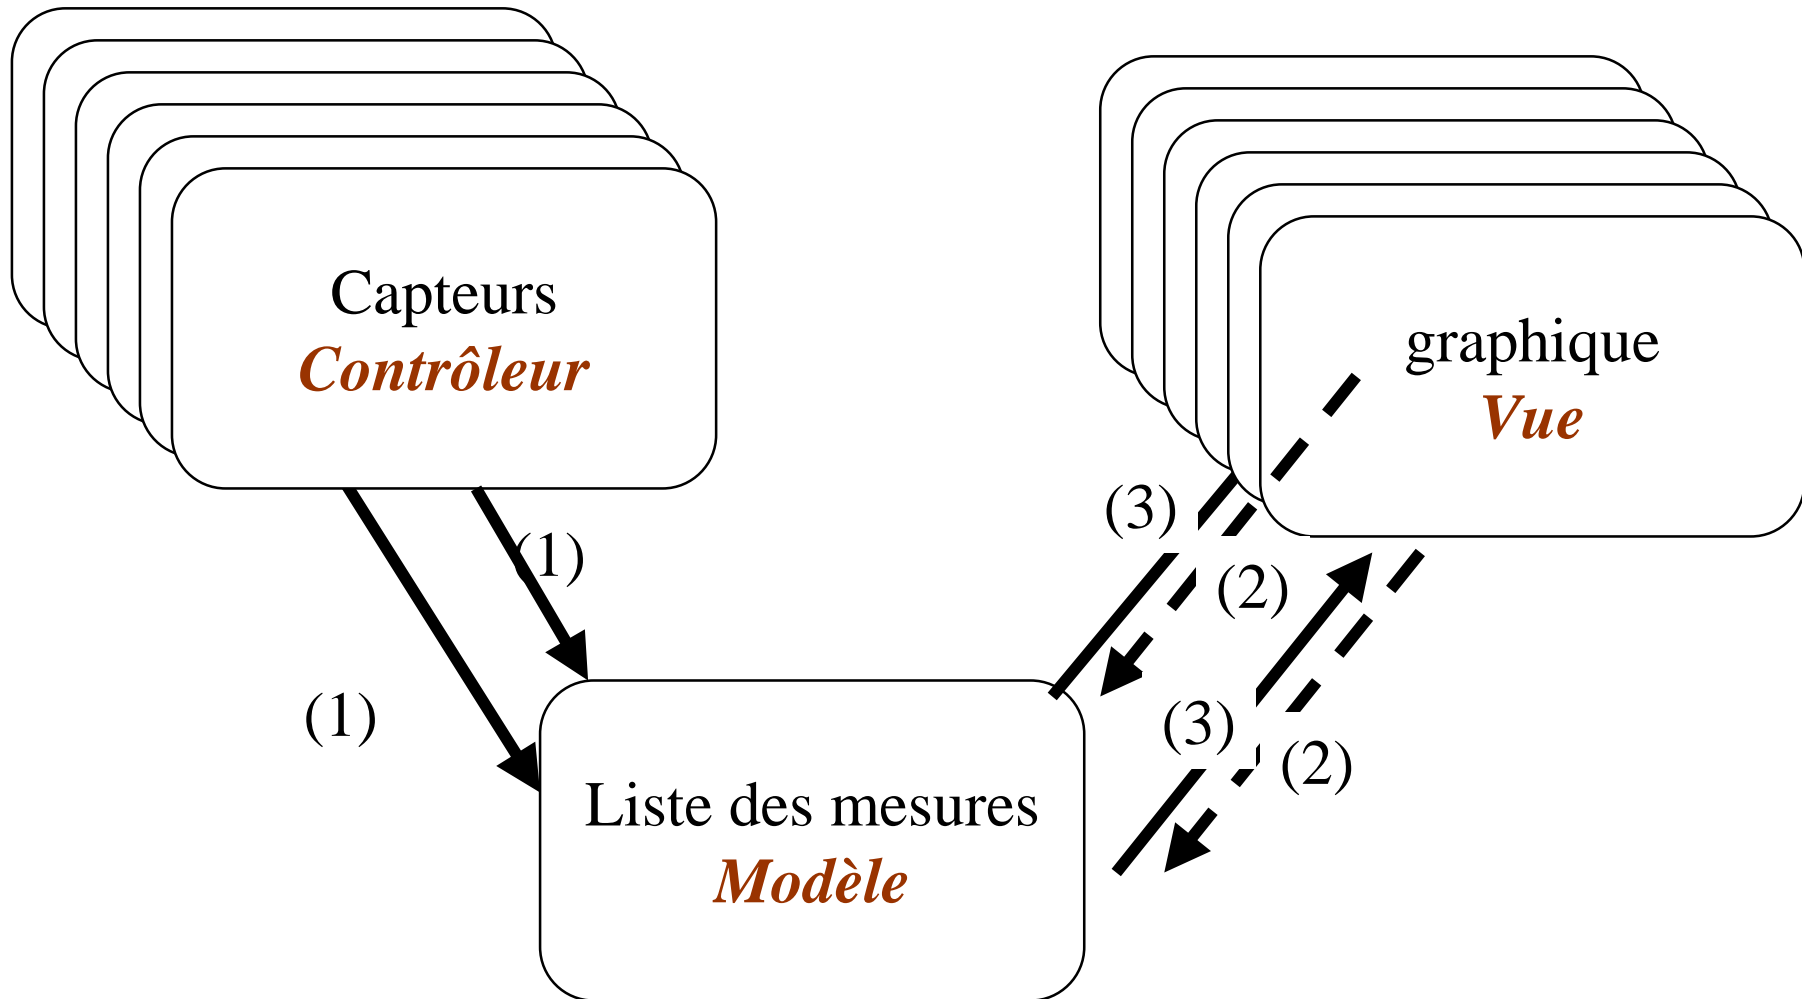 Capteurs
Contrôleur
graphique
Vue
(3)
(1)
(2)
(1)
(3)
(2)
Liste des mesures
Modèle